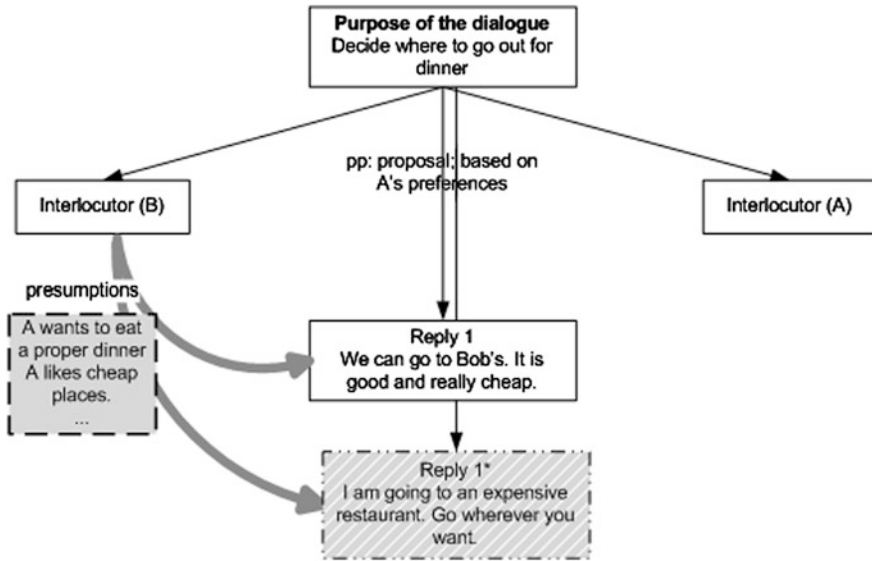 Purpose of the dialogue
Decide where to go out for
dinner
pp: proposal; based on
A's preferences
Interlocutor (B)
Interlocutor (A)
presumptions
A wants to eat
a proper dinner
A likes cheap
places.
...
Reply 1
We can go to Bob's. It is
good and really cheap.
Reply 1*
I am going to an expensive
restaurant. Go wherever you
want.